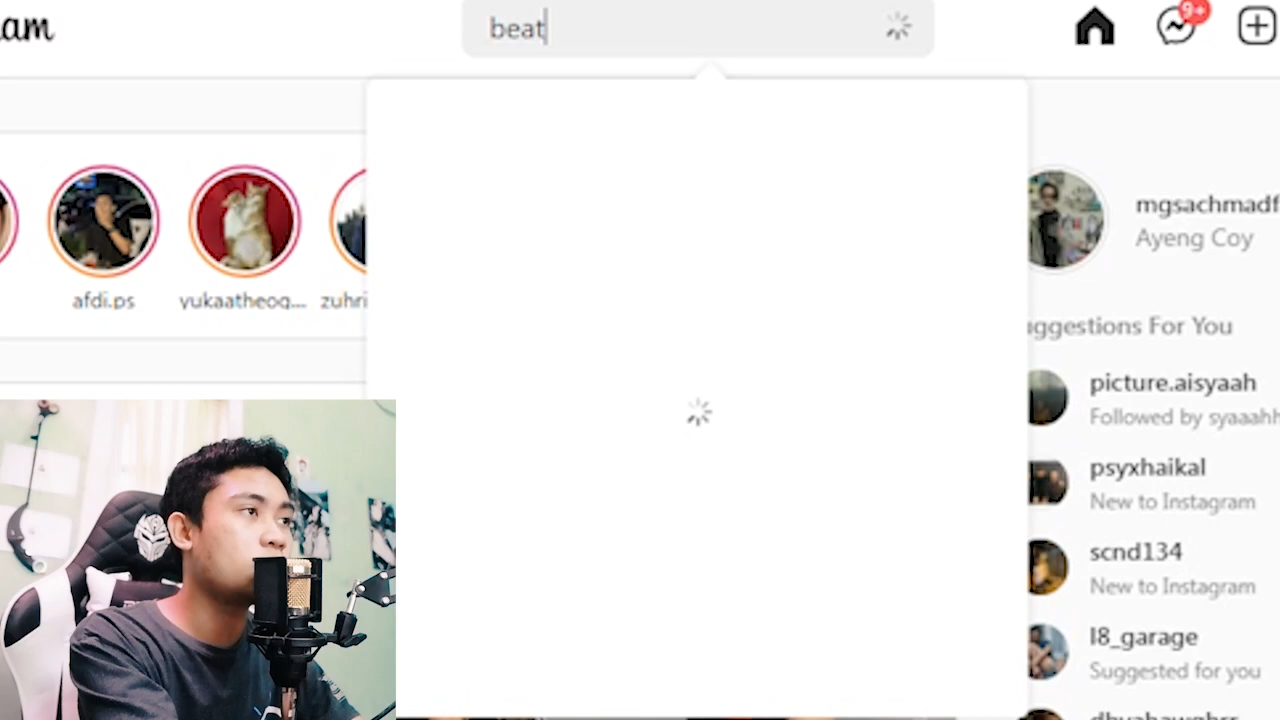 am
beat
9+
afdi.ps
yukaatheog...
zuhri
mgsachmadf
Ayeng Coy
ggestions For You
picture.aisyaah
Followed by syaaahh
psyxhaikal
New to Instagram
scnd134
New to Instagram
l8_garage
Suggested for you